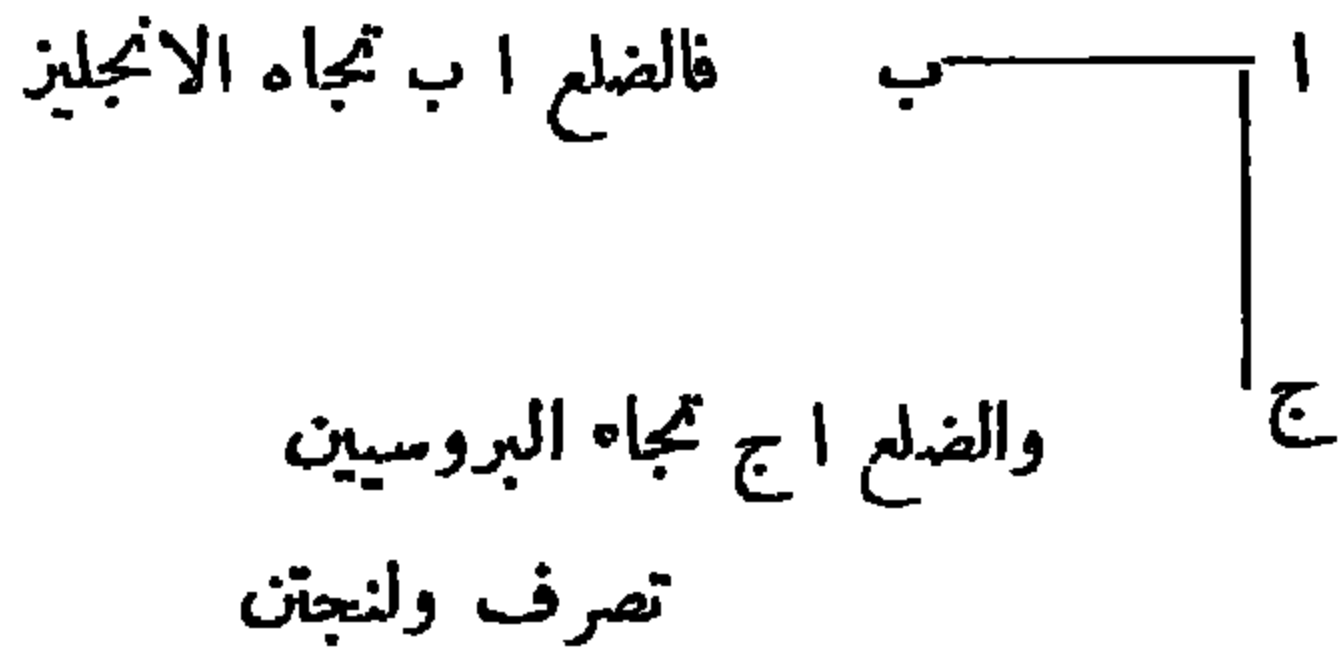 ا ب فالضلع ا ب تجاه الانجليز
ج
والضلع ا ج تجاه البروسيين
تصرف ولنجتن